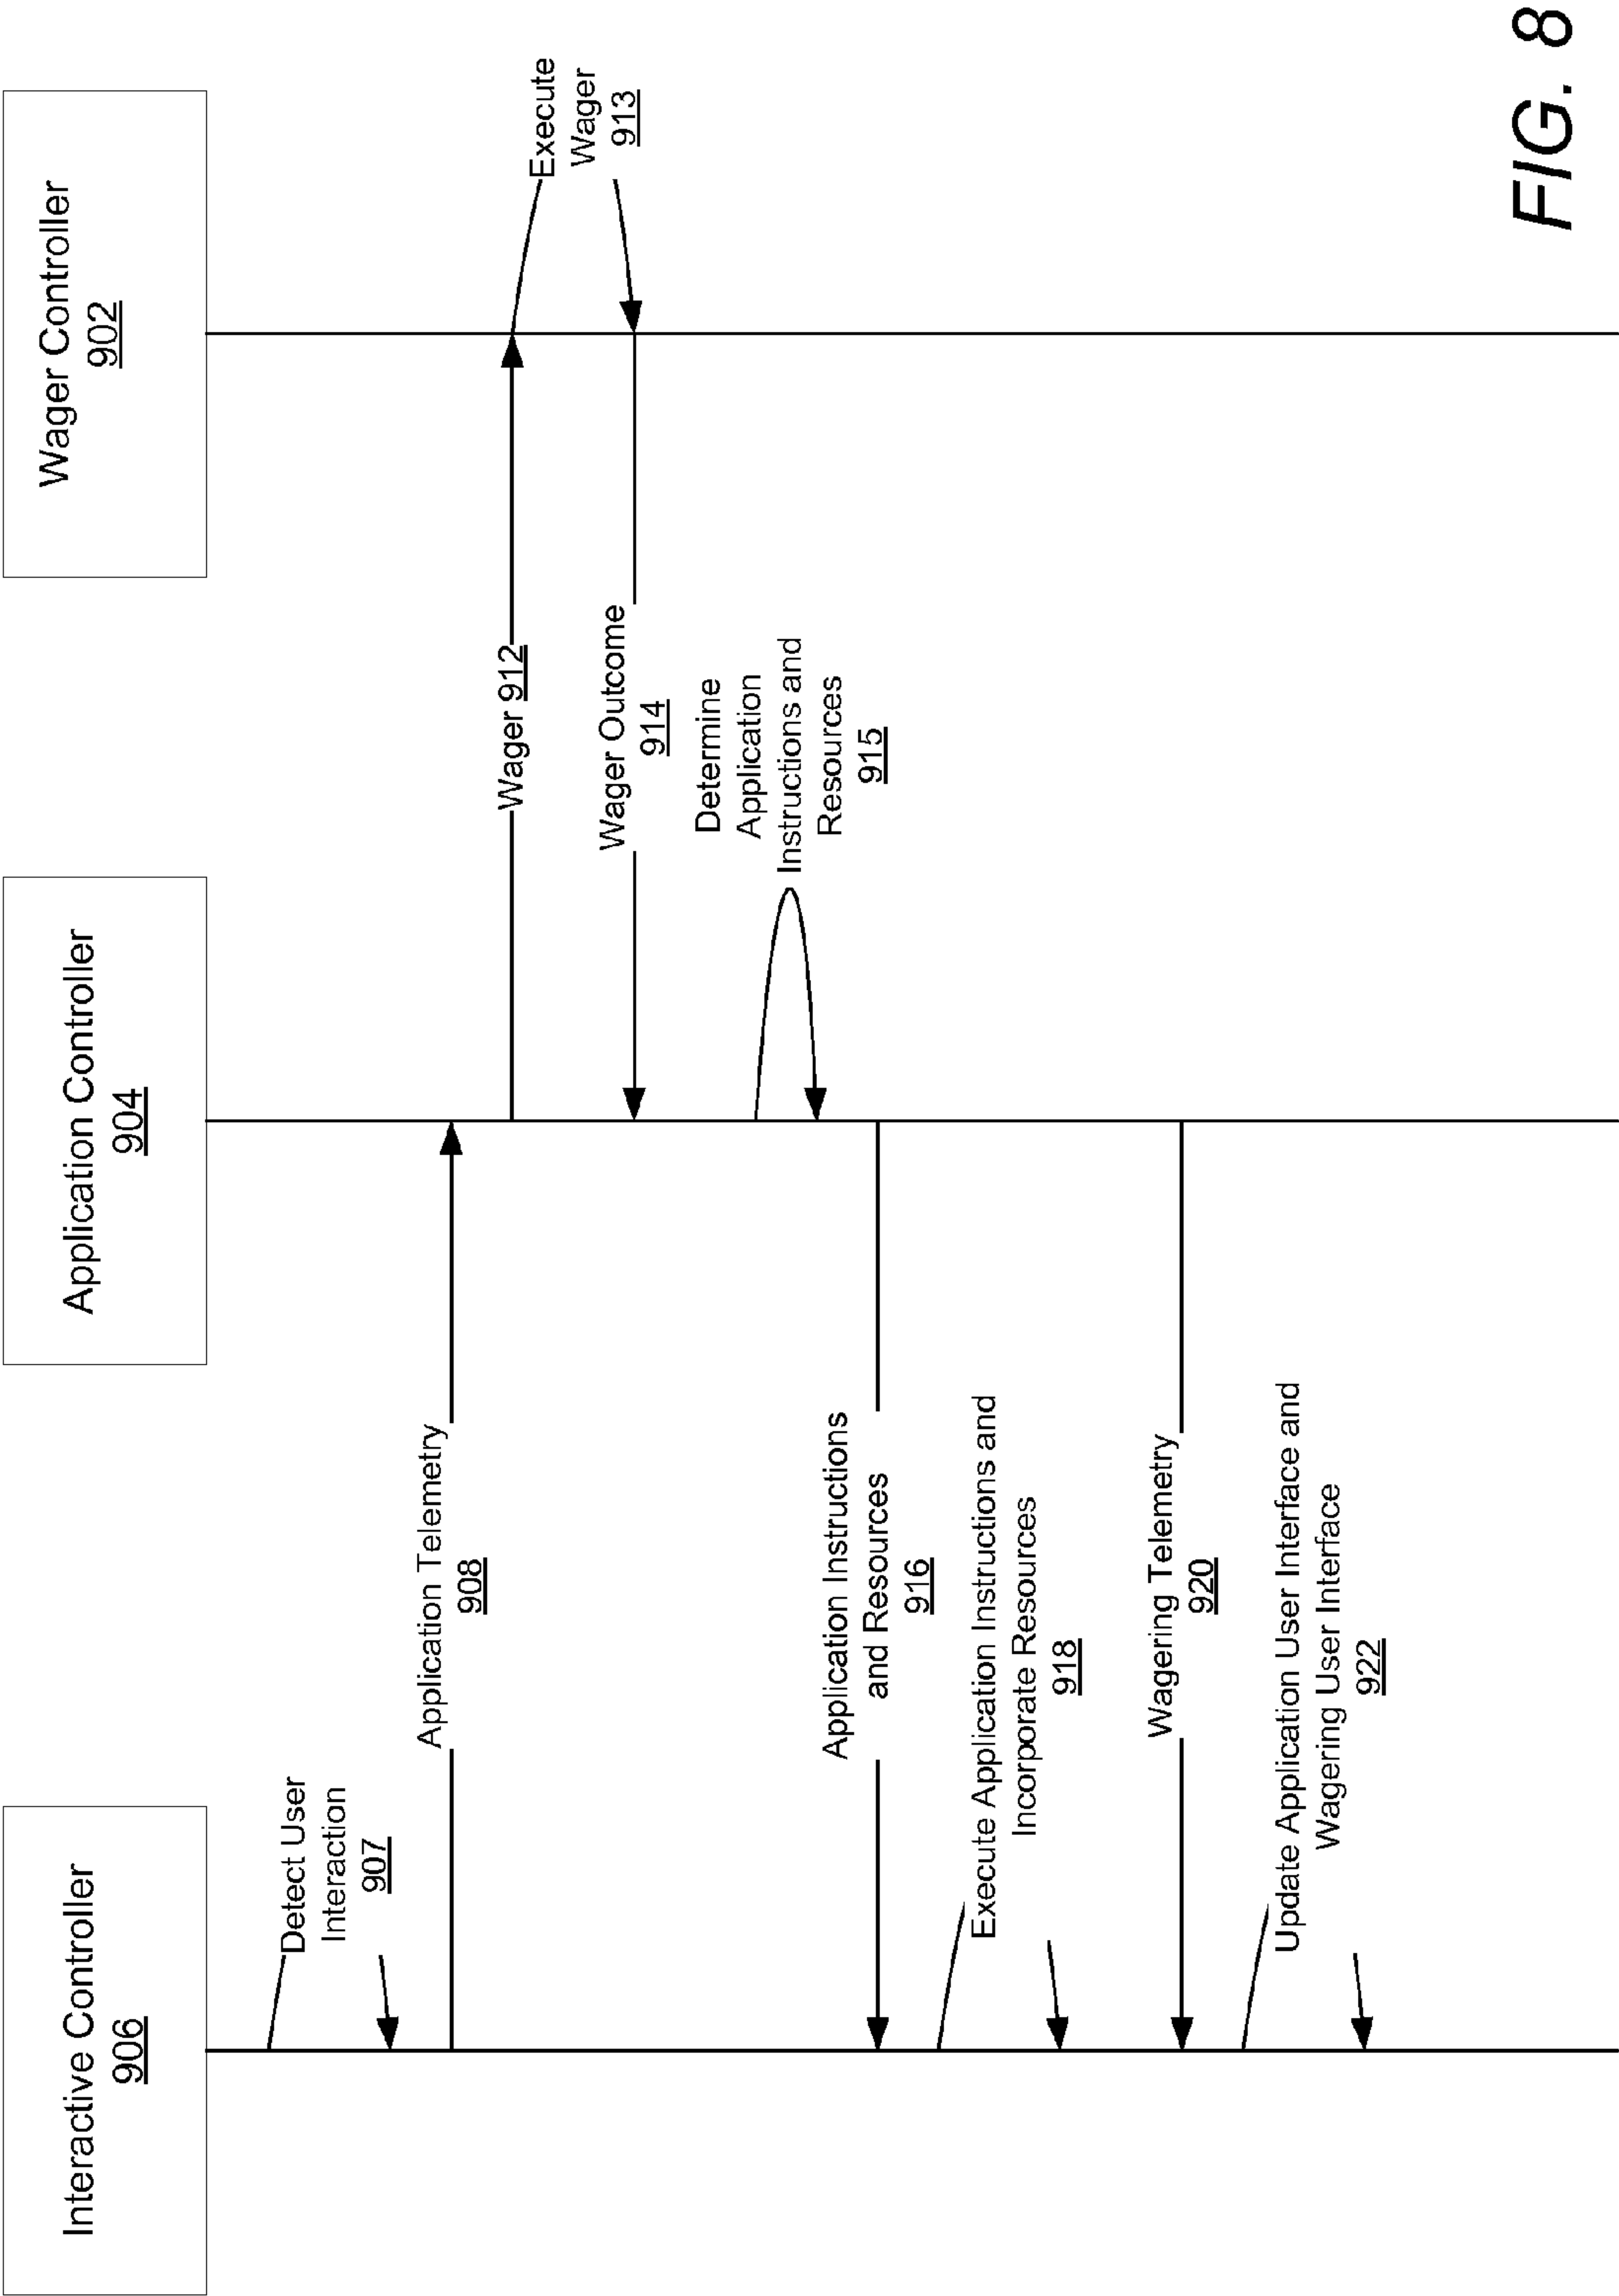 Interactive Controller
906
Application Controller
904
Wager Controller
902
Detect User
Interaction
907
Application Telemetry
908
Wager 912
Execute
Wager
913
Wager Outcome
914
Determine
Application
Instructions and
Resources
915
Application Instructions
and Resources
916
Execute Application Instructions and
Incorporate Resources
918
Wagering Telemetry
920
Update Application User Interface and
Wagering User Interface
922
FIG. 8